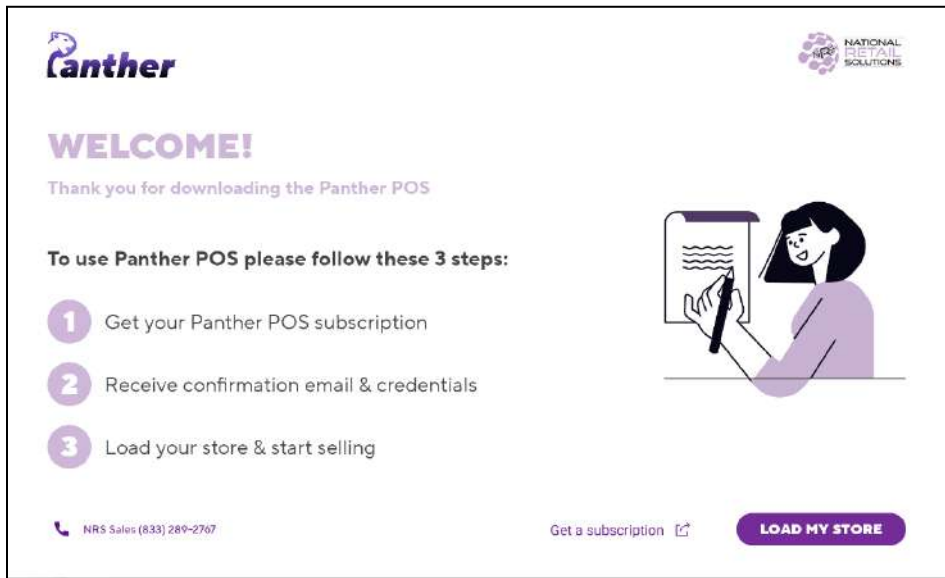 Panther
NATIONAL
RETAIL
SOLUTIONS
NRS
WELCOME!
Thank you for downloading the Panther POS
To use Panther POS please follow these 3 steps:
1 Get your Panther POS subscription
2 Receive confirmation email & credentials
3 Load your store & start selling
NRS Sales (833) 289-2767
Get a subscription
LOAD MY STORE